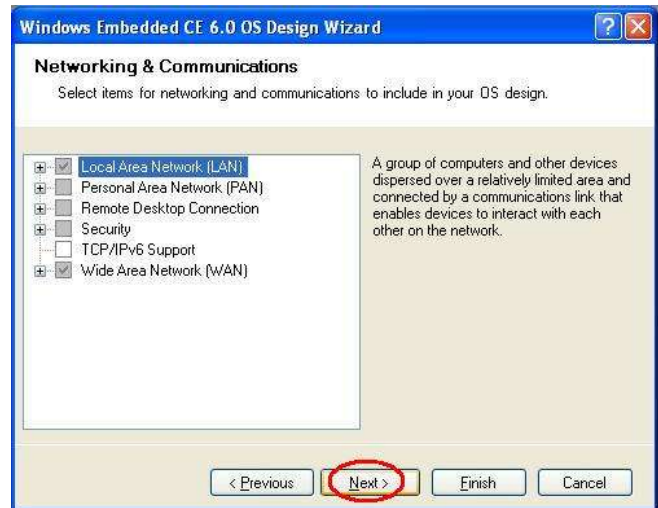 Windows Embedded CE 6.0 OS Design Wizard
Networking & Communications
Select items for networking and communications to include in your OS design.
Local Area Network (LAN)
Personal Area Network (PAN)
Remote Desktop Connection
Security
TCP/IPv6 Support
Wide Area Network (WAN)
A group of computers and other devices
dispersed over a relatively limited area and
connected by a communications link that
enables devices to interact with each
other on the network.
< Previous
Next >
Finish
Cancel